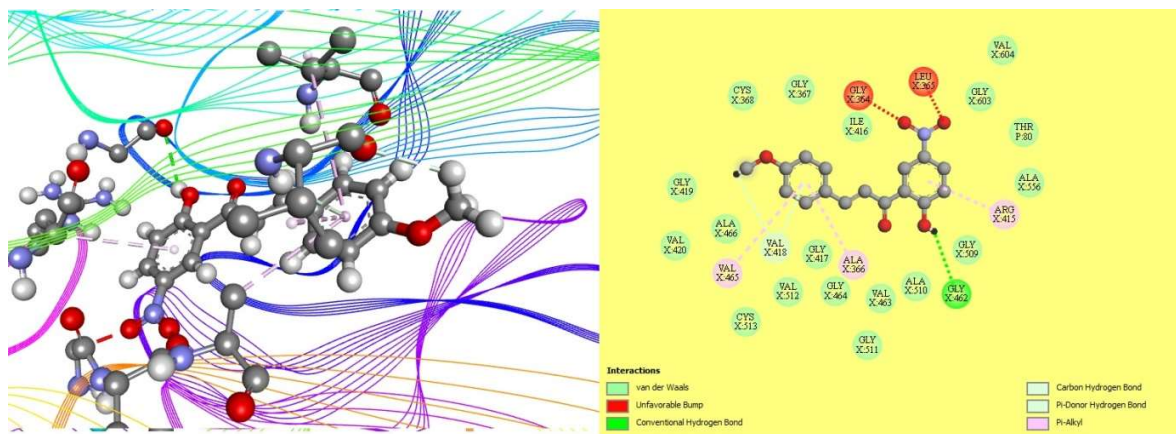 VAL
X:604
LEU
X:365
CYS
X:368
GLY
X:367
GLY
X:364
GLY
X:603
ILE
X:416
THR
P:80
GLY
X:419
ALA
X:556
ARG
X:415
ALA
X:466
VAL
X:420
VAL
X:418
GLY
X:417
ALA
X:366
GLY
X:509
VAL
X:465
VAL
X:512
GLY
X:464
VAL
X:463
ALA
X:510
GLY
X:462
CYS
X:513
GLY
X:511
Interactions
van der Waals
Unfavorable Bump
Conventional Hydrogen Bond
Carbon Hydrogen Bond
Pi-Donor Hydrogen Bond
Pi-Alkyl